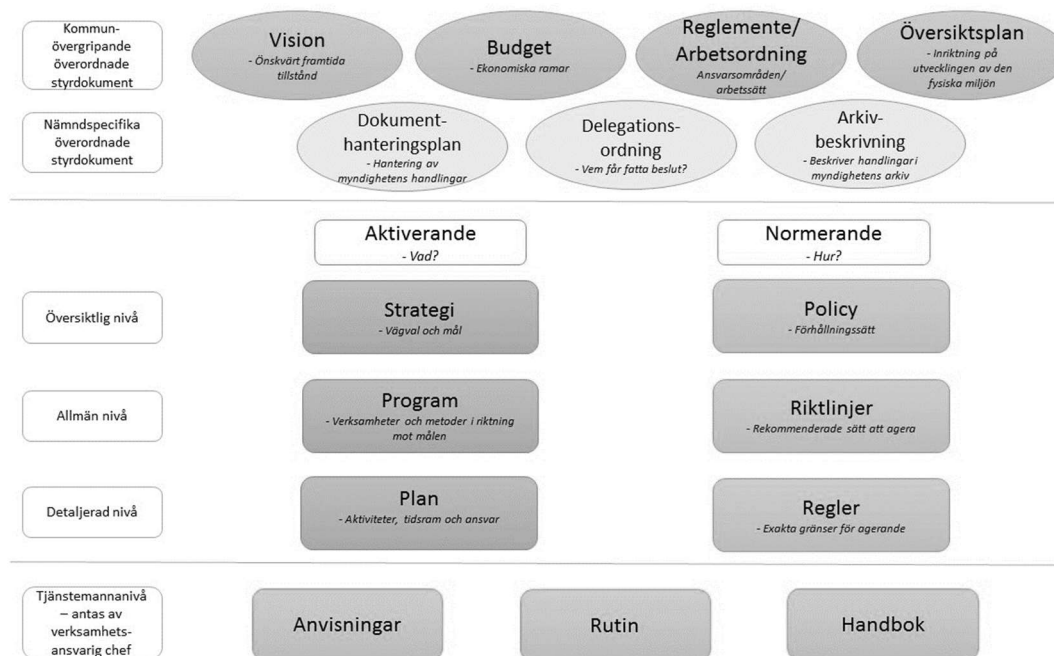 Kommun-
övergripande
överordnade
styrdokument
Vision
- Önskvärt framtida
tillstånd
Budget
- Ekonomiska ramar
Reglemente/
Arbetsordning
Ansvarsområden/
arbetssätt
Översiktsplan
- Inriktning på
utvecklingen av den
fysiska miljön
Nämndspecifika
överordnade
styrdokument
Dokument-
hanteringsplan
- Hantering av
myndighetens handlingar
Delegations-
ordning
- Vem får fatta beslut?
Arkiv-
beskrivning
- Beskriver handlingar i
myndighetens arkiv
Aktiverande
- Vad?
Normerande
- Hur?
Översiktlig nivå
Strategi
- Vägval och mål
Policy
- Förhållningssätt
Allmän nivå
Program
- Verksamheter och metoder i riktning
mot målen
Riktlinjer
- Rekommenderade sätt att agera
Detaljerad nivå
Plan
- Aktiviteter, tidsram och ansvar
Regler
- Exakta gränser för agerande
Tjänstemannanivå
– antas av
verksamhets-
ansvarig chef
Anvisningar
Rutin
Handbok